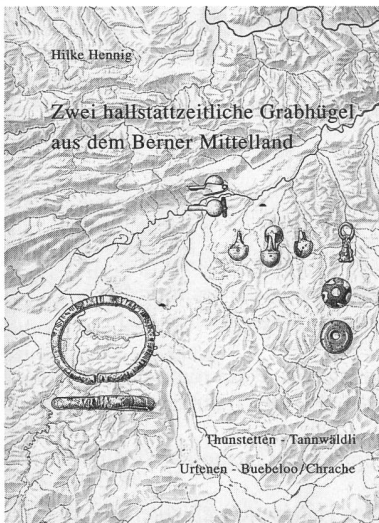 Hilke Hennig
Zwei hallstattzeitliche Grabhügel
aus dem Berner Mittelland
Thunstetten - Tannwäldli
Urtenen - Buebeloo/Chrache